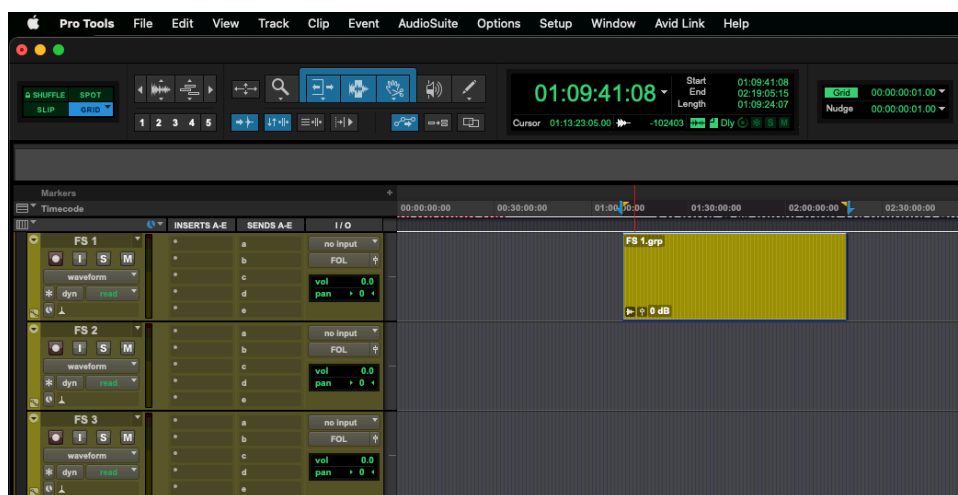 Pro Tools File Edit View Track Clip Event AudioSuite Options Setup Window Avid Link Help
SHUFFLE SPOT
SLIP GRID
1 2 3 4 5
01:09:41:08
Start 01:09:41:08
End 02:19:05:15
Length 01:09:24:07
Cursor 01:13:23:05.00 -102403 Dly S M
Grid 00:00:00:01.00
Nudge 00:00:00:01.00
Markers
Timecode 00:00:00:00 00:30:00:00 01:00:00:00 01:30:00:00 02:00:00:00 02:30:00:00
INSERTS A-E SENDS A-E I / O
FS 1 a no input
I S M b FOL
waveform c vol 0.0
dyn read d pan 0
e
FS 1.grp
0 dB
FS 2 a no input
I S M b FOL
waveform c vol 0.0
dyn read d pan 0
e
FS 3 a no input
I S M b FOL
waveform c vol 0.0
dyn read d pan 0
e